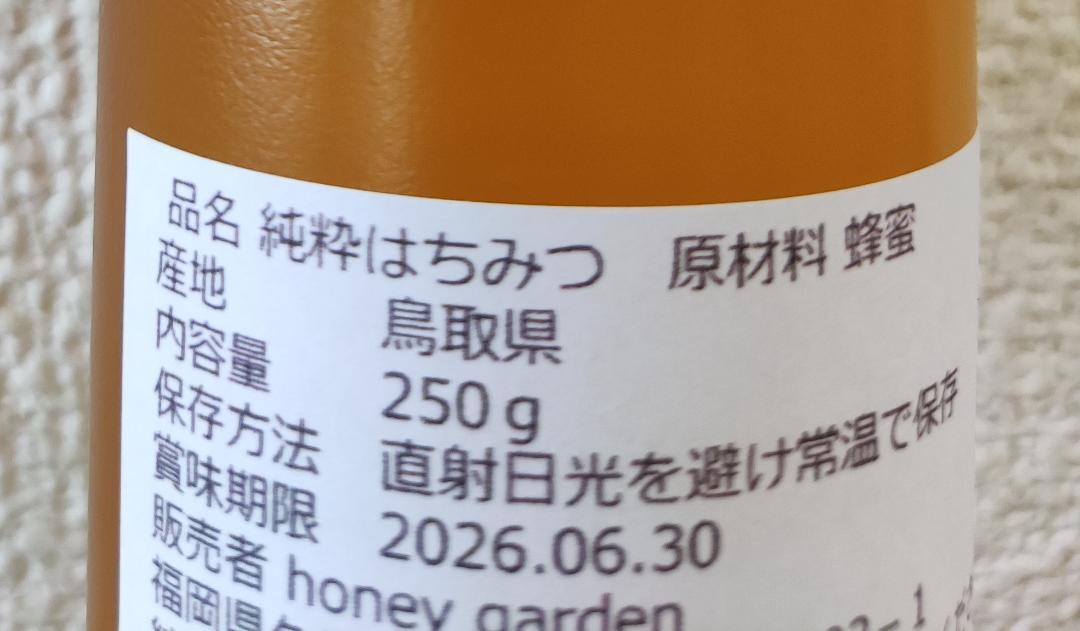 品名 純粋はちみつ 原材料 蜂蜜
産地 鳥取県
内容量 250g
保存方法 直射日光を避け常温で保存
賞味期限 2026.06.30
販売者 honey garden
福岡県